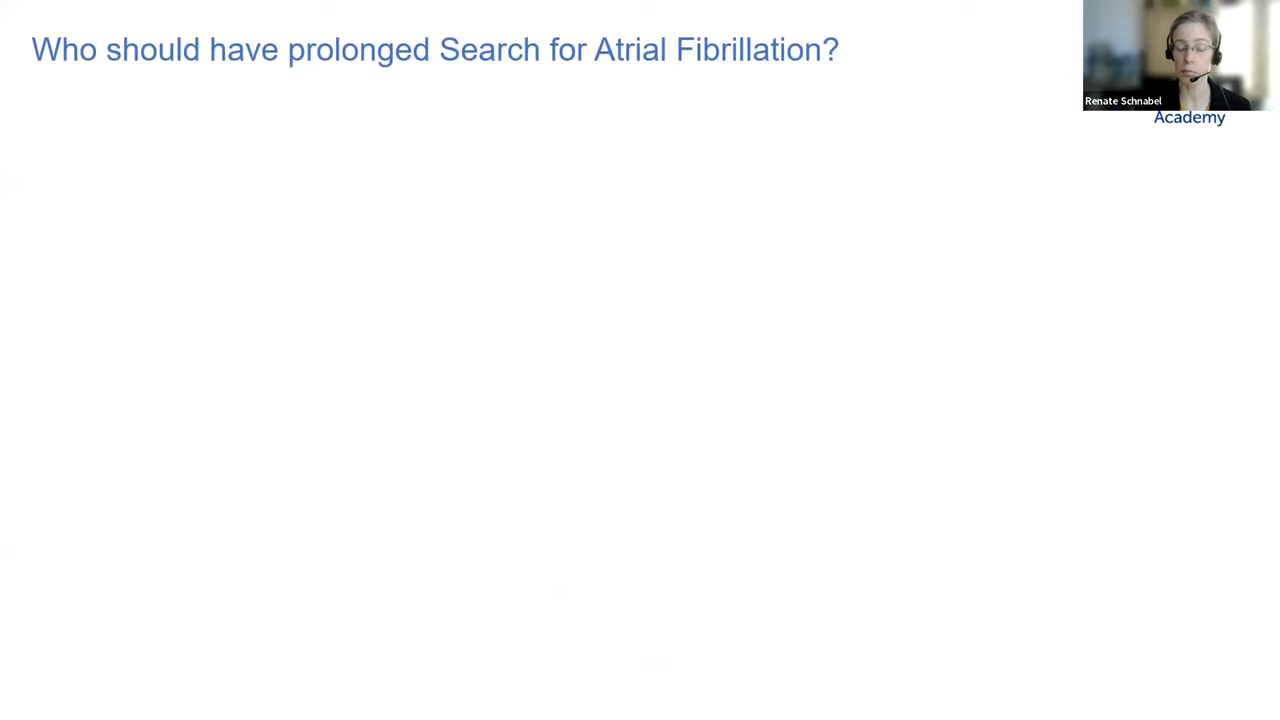 Who should have prolonged Search for Atrial Fibrillation?
Renate Schnabel
Academy